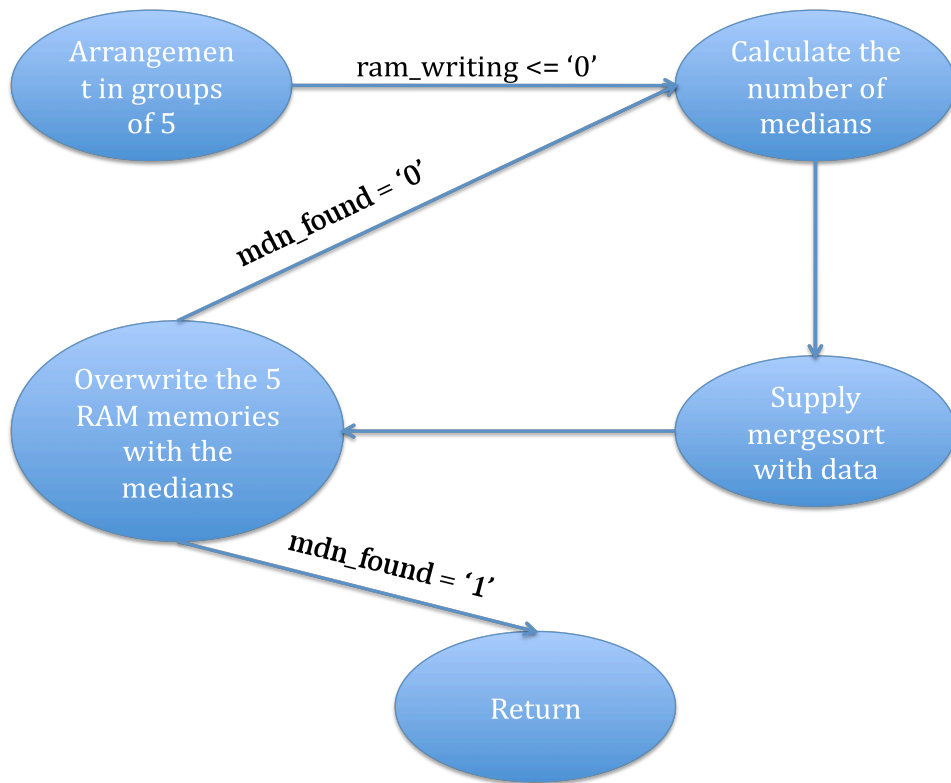 Arrangemen
t in groups
of 5
ram_writing <= ‘0’
Calculate the
number of
medians
mdn_found = ‘0’
Overwrite the 5
RAM memories
with the
medians
Supply
mergesort
with data
mdn_found = ‘1’
Return